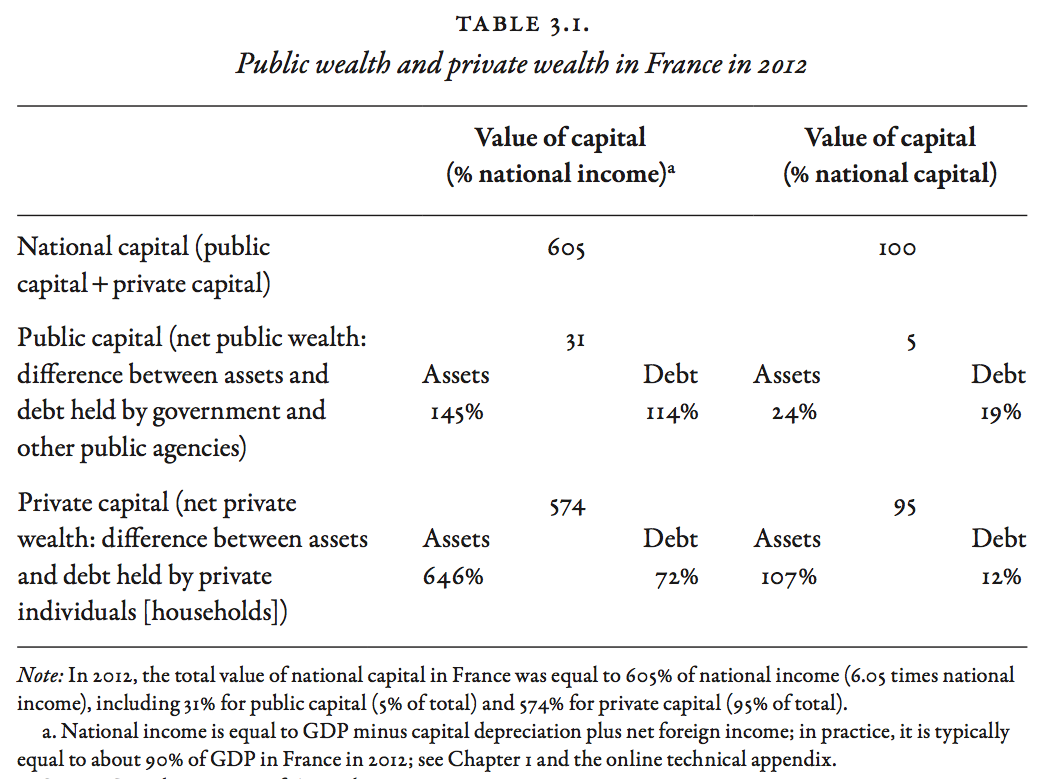 TABLE 3.1.
Public wealth and private wealth in France in 2012
Value of capital Value of capital
(% national income)a (% national capital)
National capital (public 605 100
capital + private capital)
Public capital (net public wealth: 31 5
difference between assets and Assets Debt Assets Debt
debt held by government and 145% 114% 24% 19%
other public agencies)
Private capital (net private 574 95
wealth: difference between assets Assets Debt Assets Debt
and debt held by private 646% 72% 107% 12%
individuals [households])
Note: In 2012, the total value of national capital in France was equal to 605% of national income (6.05 times national
income), including 31% for public capital (5% of total) and 574% for private capital (95% of total).
a. National income is equal to GDP minus capital depreciation plus net foreign income; in practice, it is typically
equal to about 90% of GDP in France in 2012; see Chapter 1 and the online technical appendix.